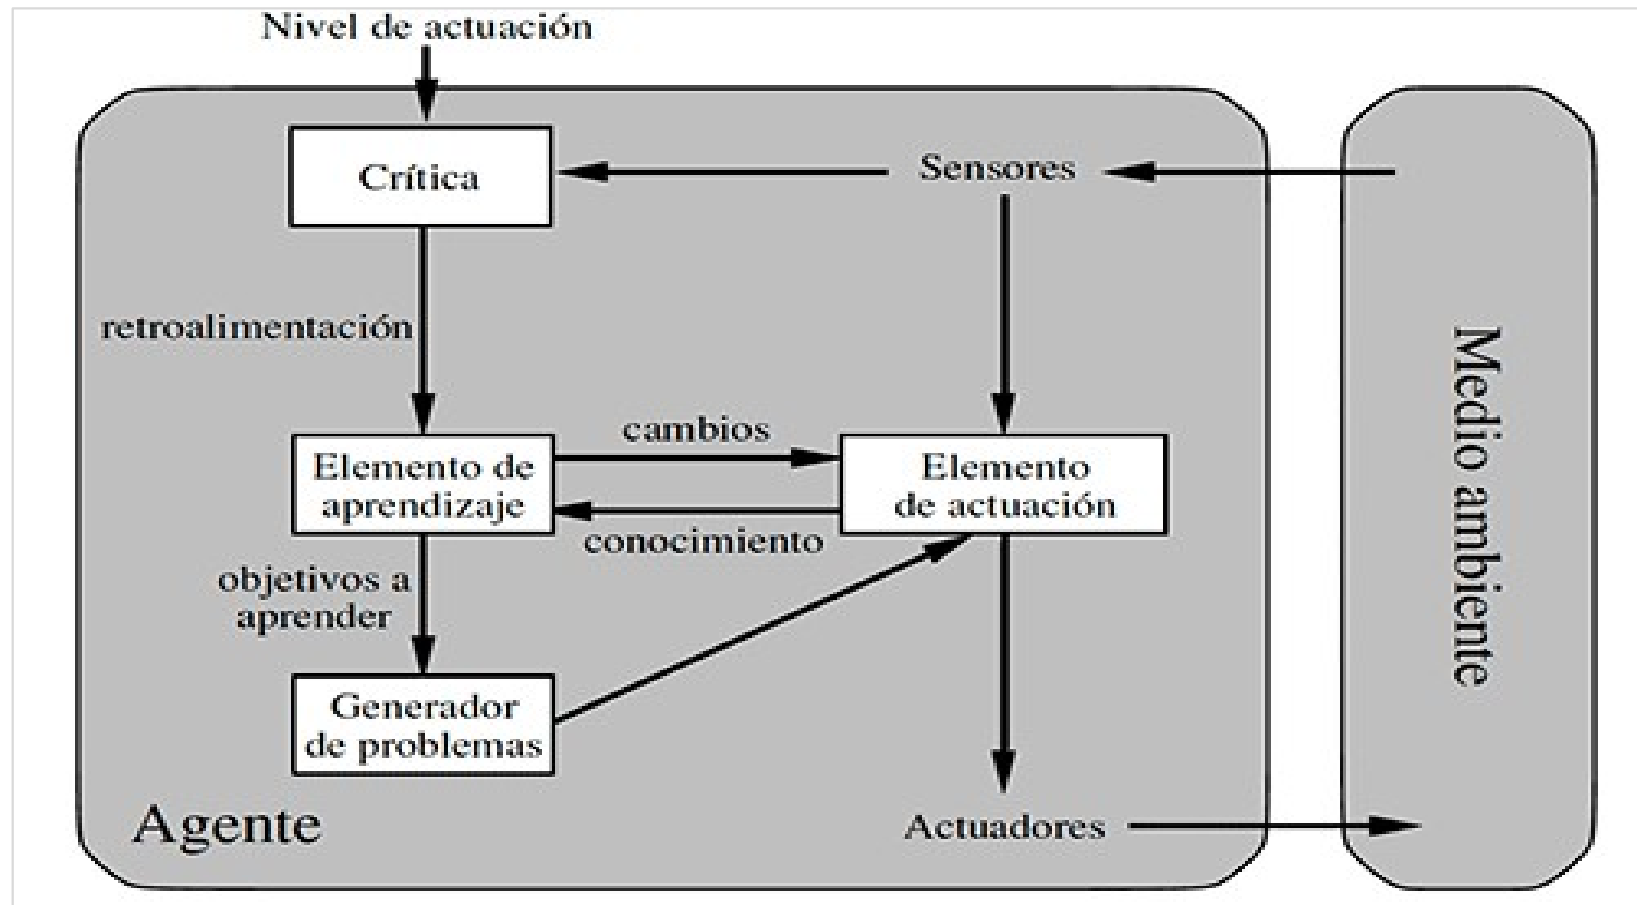 Nivel de actuación
Crítica
Sensores
retroalimentación
cambios
Elemento de
aprendizaje
Elemento
de actuación
conocimiento
objetivos a
aprender
Generador
de problemas
Agente
Actuadores
Medio ambiente